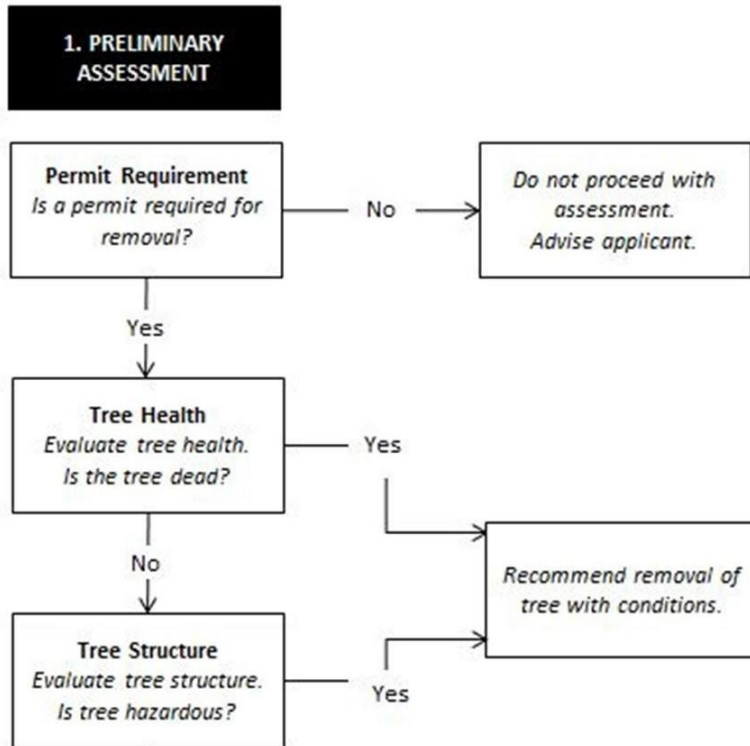 1. PRELIMINARY
ASSESSMENT
Permit Requirement
Is a permit required for
removal?
No
Do not proceed with
assessment.
Advise applicant.
Yes
Tree Health
Evaluate tree health.
Is the tree dead?
Yes
No
Recommend removal of
tree with conditions.
Tree Structure
Evaluate tree structure.
Is tree hazardous?
Yes